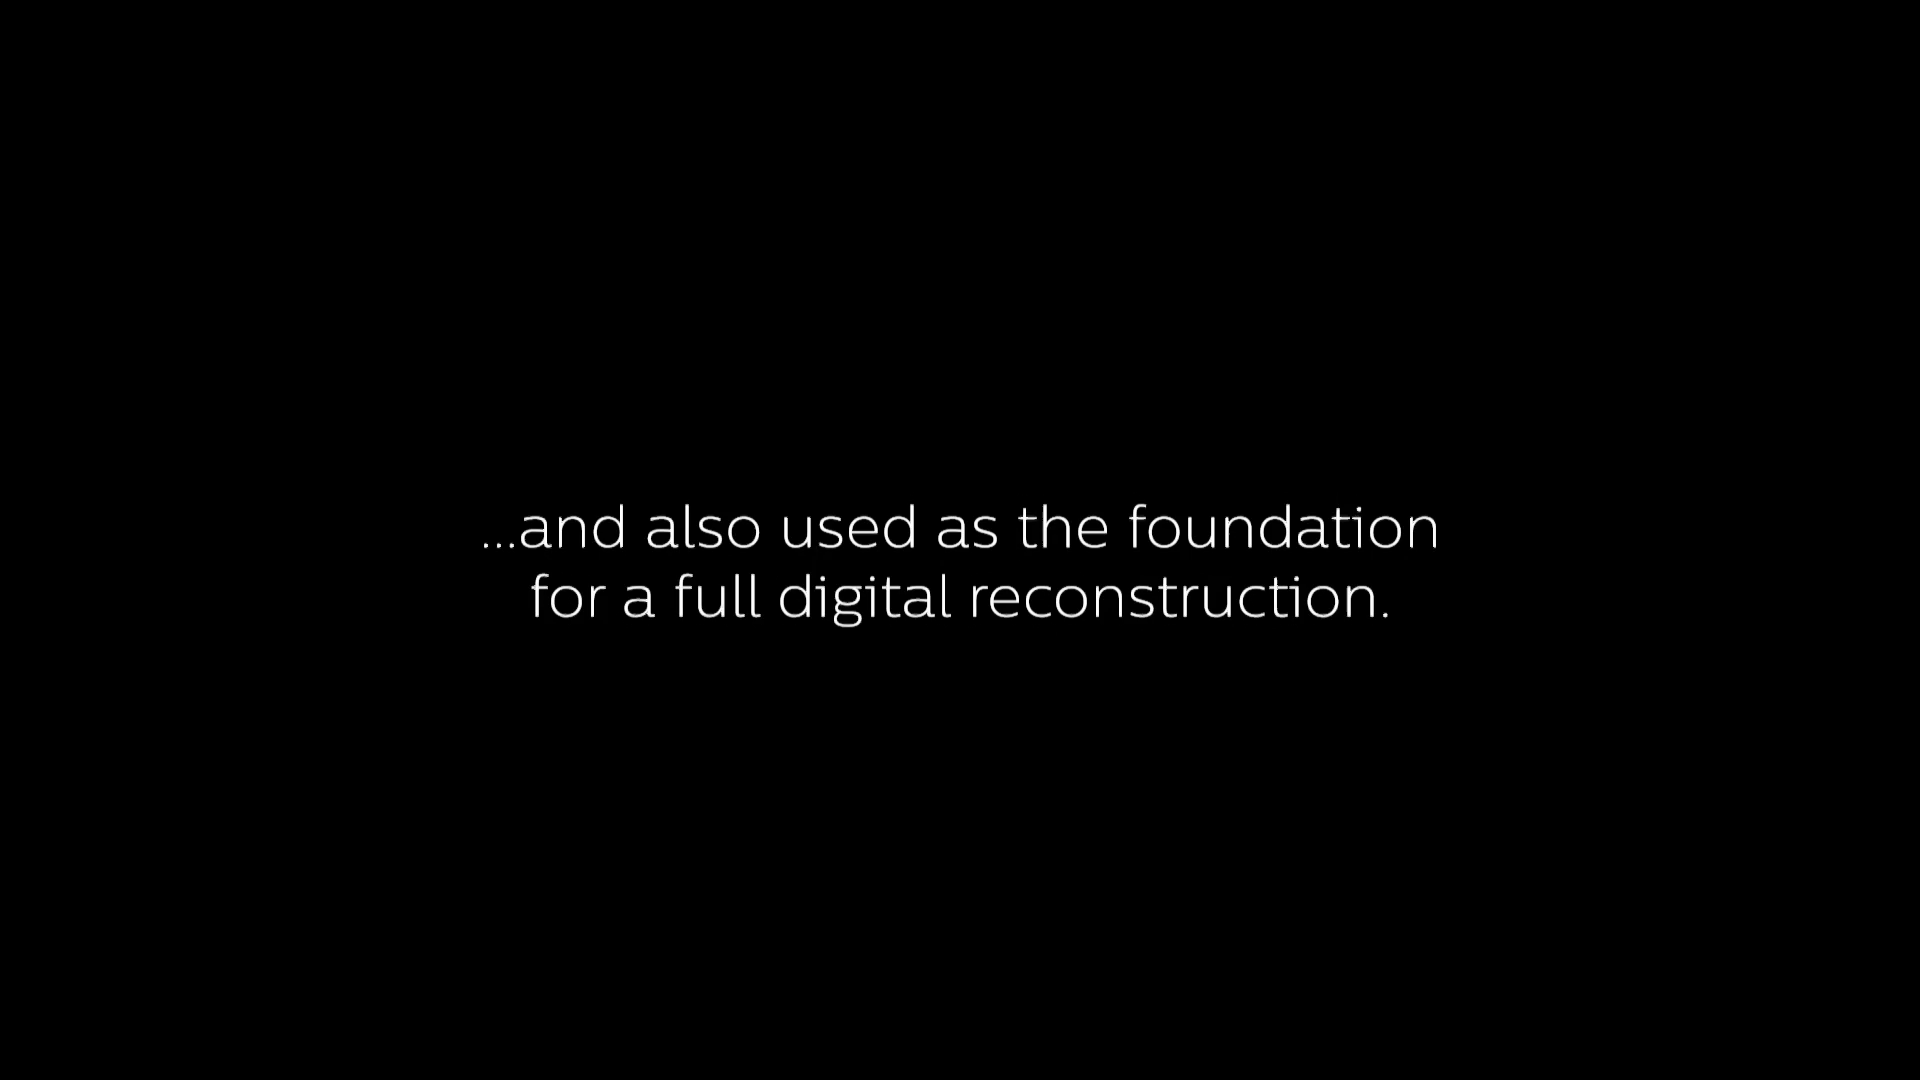 ...and also used as the foundation
for a full digital reconstruction.